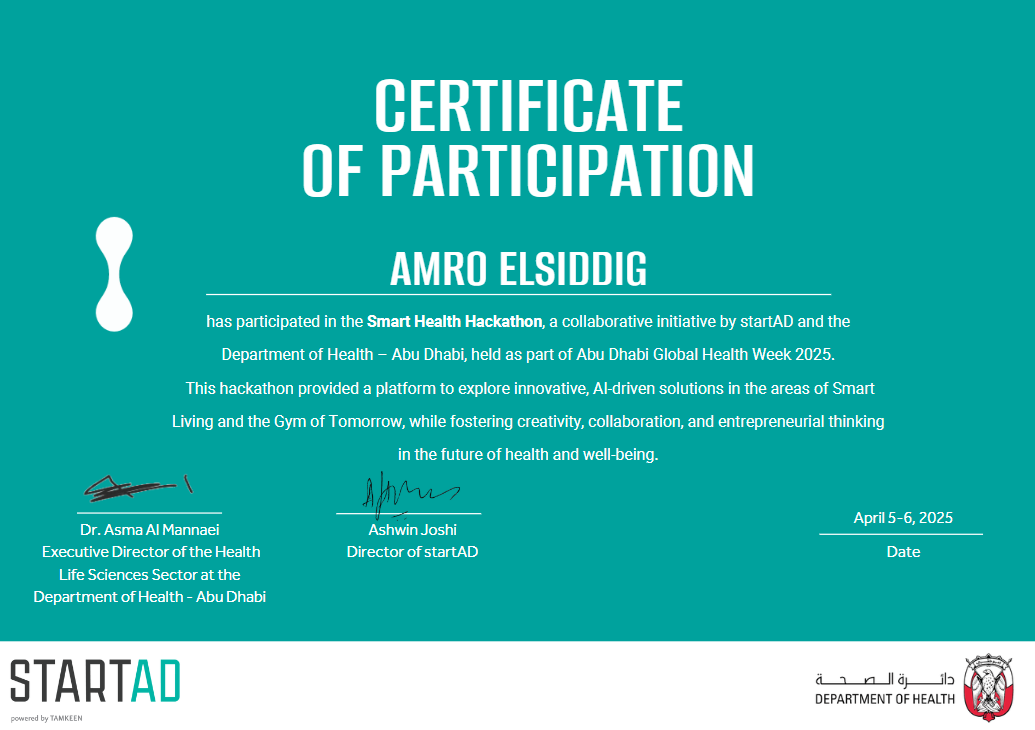 CERTIFICATE
OF PARTICIPATION
AMRO ELSIDDIG
has participated in the Smart Health Hackathon, a collaborative initiative by startAD and the
Department of Health – Abu Dhabi, held as part of Abu Dhabi Global Health Week 2025.
This hackathon provided a platform to explore innovative, AI-driven solutions in the areas of Smart
Living and the Gym of Tomorrow, while fostering creativity, collaboration, and entrepreneurial thinking
in the future of health and well-being.
Dr. Asma Al Mannaei
Executive Director of the Health
Life Sciences Sector at the
Department of Health - Abu Dhabi
Ashwin Joshi
Director of startAD
April 5-6, 2025
Date
STARTAD
powered by TAMKEEN
دائـــرة الـــصـــحـــة
DEPARTMENT OF HEALTH